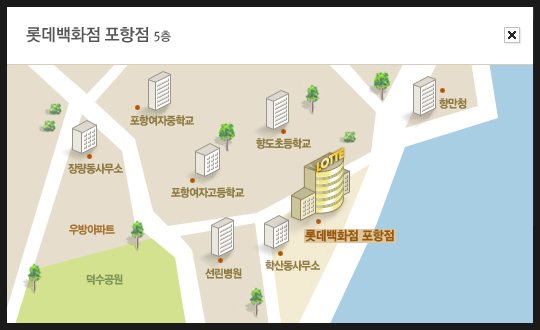 롯데백화점 포항점 5층
포항여자중학교
항만청
향도초등학교
장량동사무소
LOTTE
포항여자고등학교
우방아파트
롯데백화점 포항점
선린병원
학산동사무소
덕수공원